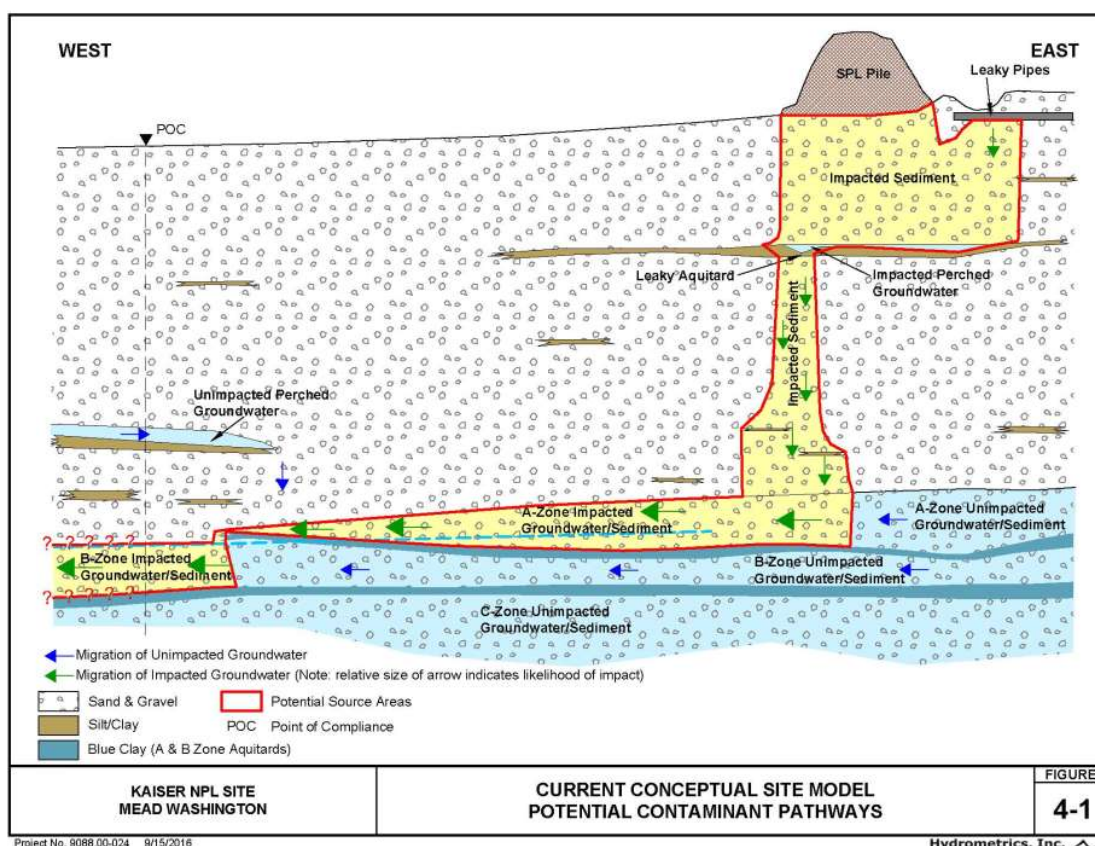 WEST
EAST
SPL Pile
Leaky Pipes
POC
Impacted Sediment
Leaky Aquitard
Impacted Perched
Groundwater
Impacted Sediment
Unimpacted Perched
Groundwater
A-Zone Impacted
Groundwater/Sediment
A-Zone Unimpacted
Groundwater/Sediment
? ? ? ? ? ?
B-Zone Impacted
Groundwater/Sediment
? ? ? ? ? ?
B-Zone Unimpacted
Groundwater/Sediment
C-Zone Unimpacted
Groundwater/Sediment
Migration of Unimpacted Groundwater
Migration of Impacted Groundwater (Note: relative size of arrow indicates likelihood of impact)
Sand & Gravel
Potential Source Areas
Silt/Clay
POC Point of Compliance
Blue Clay (A & B Zone Aquitards)
KAISER NPL SITE
MEAD WASHINGTON
CURRENT CONCEPTUAL SITE MODEL
POTENTIAL CONTAMINANT PATHWAYS
FIGURE
4-1
Project No. 9088.00-024 9/15/2016
Hydrometrics, Inc.